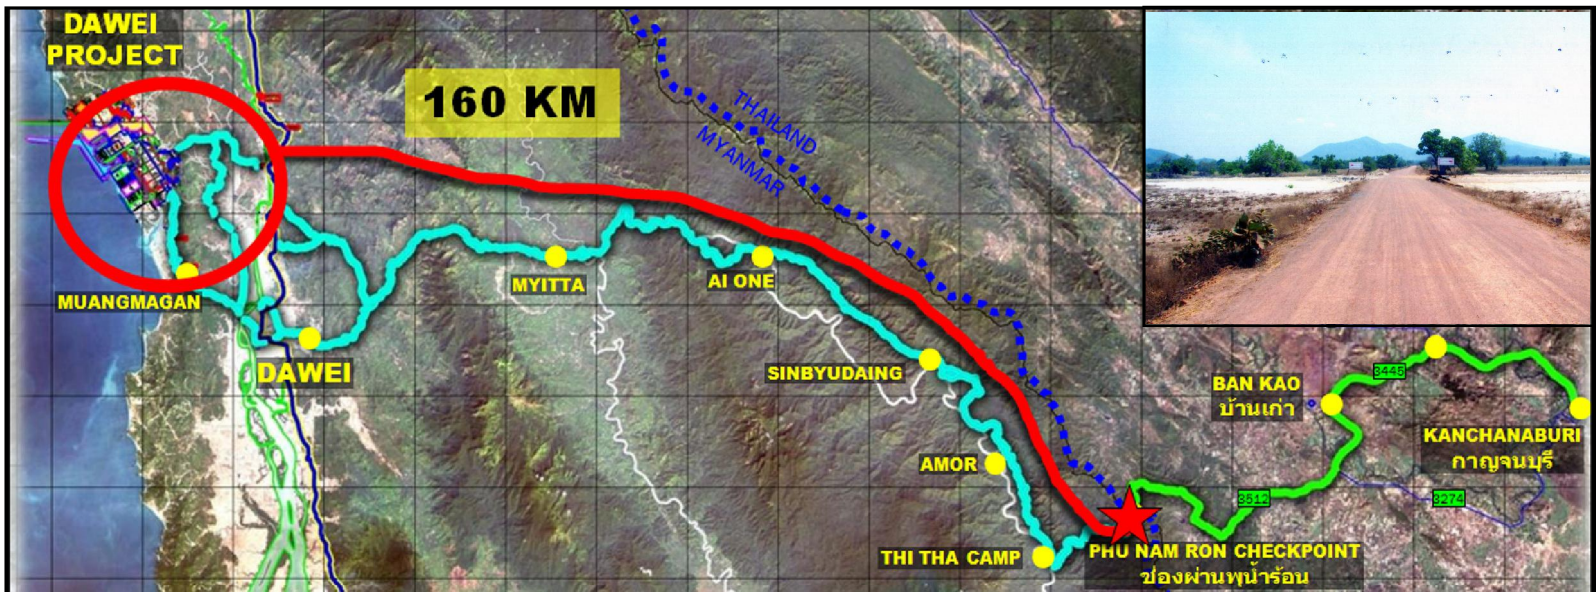 DAWEI
PROJECT
160 KM
THAILAND
MYANMAR
MUANGMAGAN
DAWEI
MYITTA
AI ONE
SINBYUDAING
AMOR
THI THA CAMP
PHU NAM RON CHECKPOINT
ช่องผ่านพุน้ำร้อน
BAN KAO
บ้านเก่า
KANCHANABURI
กาญจนบุรี
3445
3512
3274